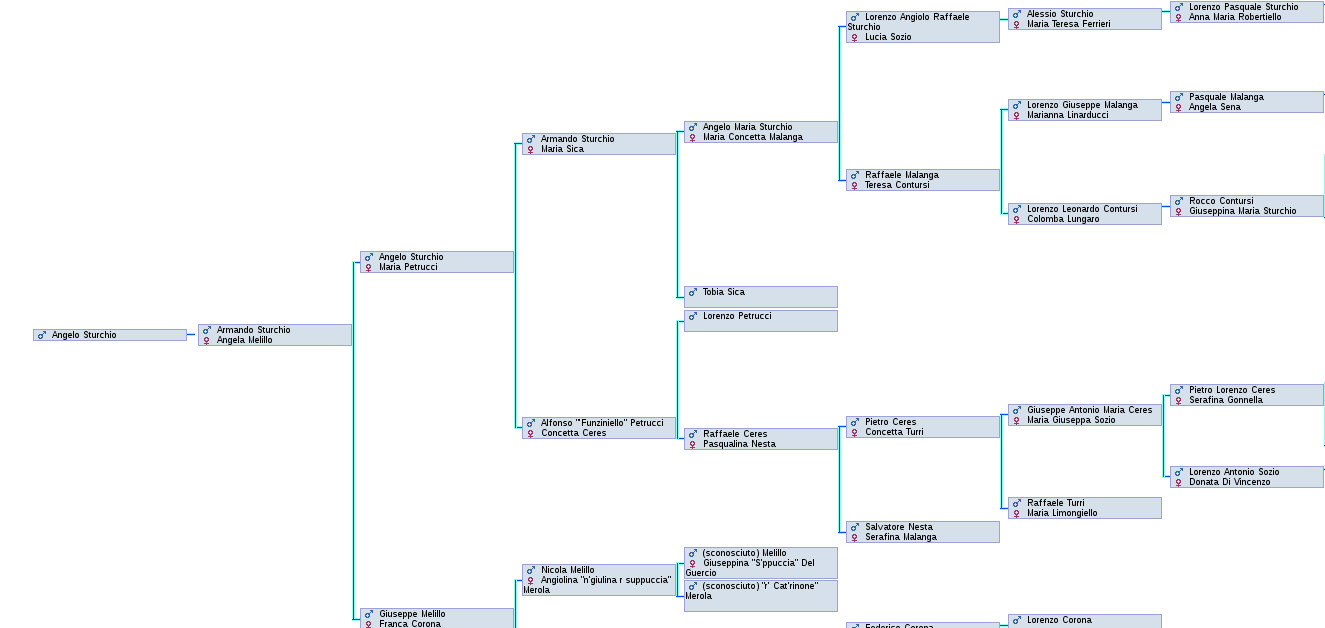 Angelo Sturchio
Armando Sturchio
Angela Melillo
Angelo Sturchio
Maria Petrucci
Giuseppe Melillo
Franca Corona
Armando Sturchio
Maria Sica
Alfonso "'Funziniello" Petrucci
Concetta Ceres
Nicola Melillo
Angiolina "n'giulina r suppuccia"
Merola
Angelo Maria Sturchio
Maria Concetta Malanga
Tobia Sica
Lorenzo Petrucci
Raffaele Ceres
Pasqualina Nesta
(sconosciuto) Melillo
Giuseppina "S'ppuccia" Del
Guercio
(sconosciuto) "r' Cat'rinone"
Merola
Lorenzo Angiolo Raffaele
Sturchio
Lucia Sozio
Raffaele Malanga
Teresa Contursi
Pietro Ceres
Concetta Turri
Salvatore Nesta
Serafina Malanga
Federico Corona
Alessio Sturchio
Maria Teresa Ferrieri
Lorenzo Giuseppe Malanga
Marianna Linarducci
Lorenzo Leonardo Contursi
Colomba Lungaro
Giuseppe Antonio Maria Ceres
Maria Giuseppa Sozio
Raffaele Turri
Maria Limongiello
Lorenzo Corona
Lorenzo Pasquale Sturchio
Anna Maria Robertiello
Pasquale Malanga
Angela Sena
Rocco Contursi
Giuseppina Maria Sturchio
Pietro Lorenzo Ceres
Serafina Gonnella
Lorenzo Antonio Sozio
Donata Di Vincenzo